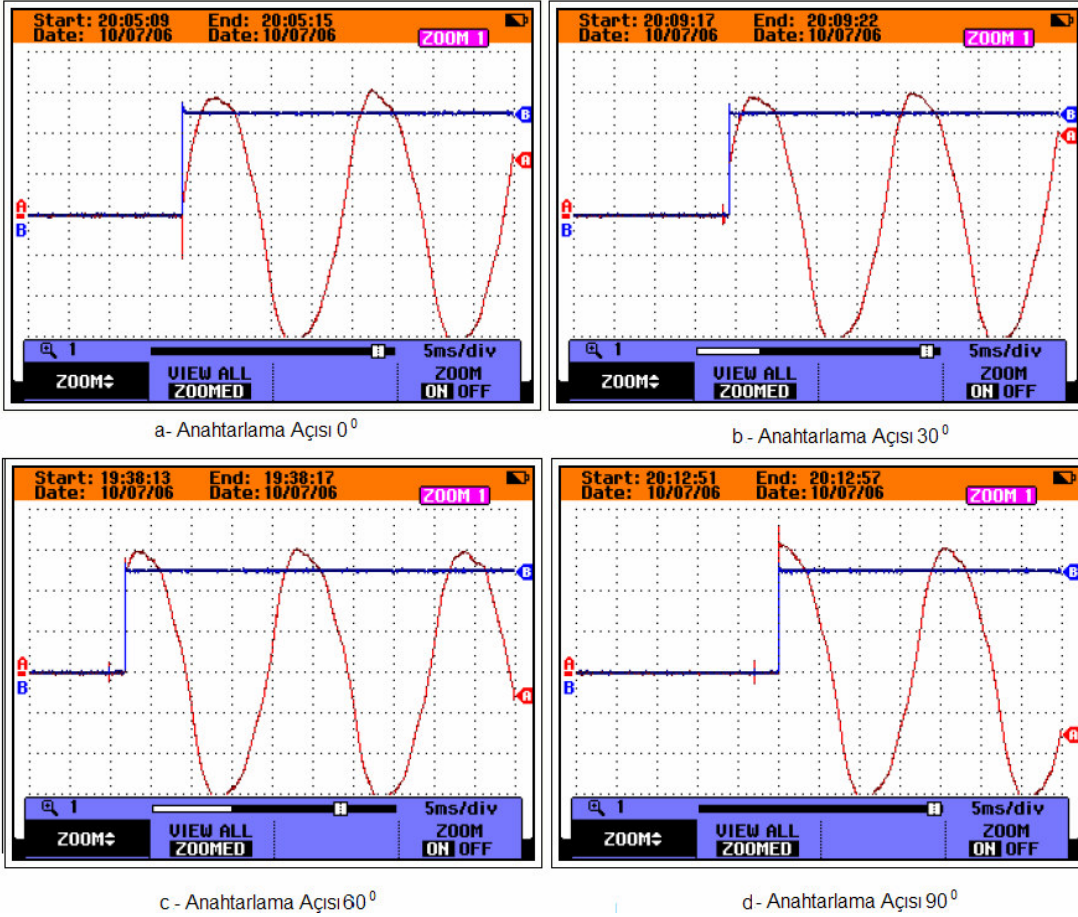 Start: 20:05:09 End: 20:05:15
Date: 10/07/06 Date: 10/07/06
ZOOM 1
B
A
A
B
1 5ms/div
ZOOM VIEW ALL ZOOMED ZOOM ON OFF
a- Anahtarlama Açısı 0⁰
Start: 20:09:17 End: 20:09:22
Date: 10/07/06 Date: 10/07/06
ZOOM 1
B
A
A
B
1 5ms/div
ZOOM VIEW ALL ZOOMED ZOOM ON OFF
b - Anahtarlama Açısı 30⁰
Start: 19:38:13 End: 19:38:17
Date: 10/07/06 Date: 10/07/06
ZOOM 1
B
A
B
A
1 5ms/div
ZOOM VIEW ALL ZOOMED ZOOM ON OFF
c - Anahtarlama Açısı 60⁰
Start: 20:12:51 End: 20:12:57
Date: 10/07/06 Date: 10/07/06
ZOOM 1
B
A
B
A
1 5ms/div
ZOOM VIEW ALL ZOOMED ZOOM ON OFF
d - Anahtarlama Açısı 90⁰